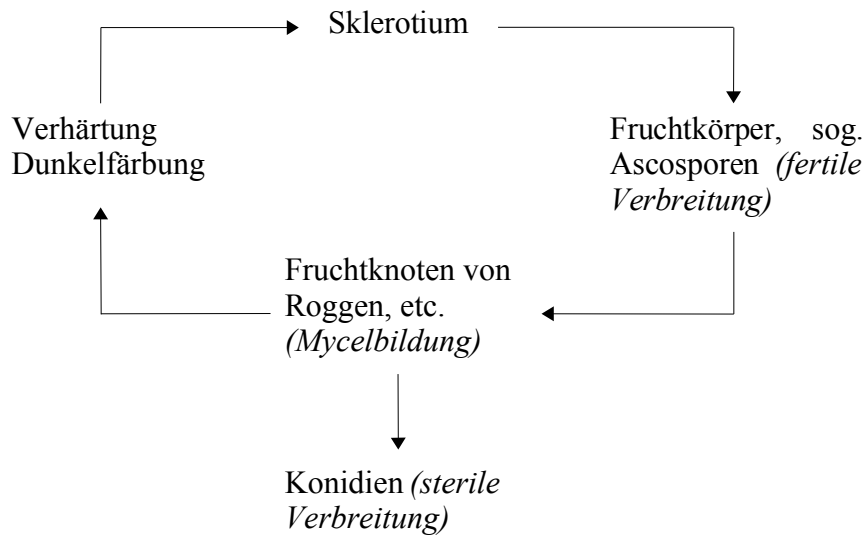 Sklerotium
Verhärtung
Dunkelfärbung
Fruchtkörper, sog.
Ascosporen (fertile
Verbreitung)
Fruchtknoten von
Roggen, etc.
(Mycelbildung)
Konidien (sterile
Verbreitung)